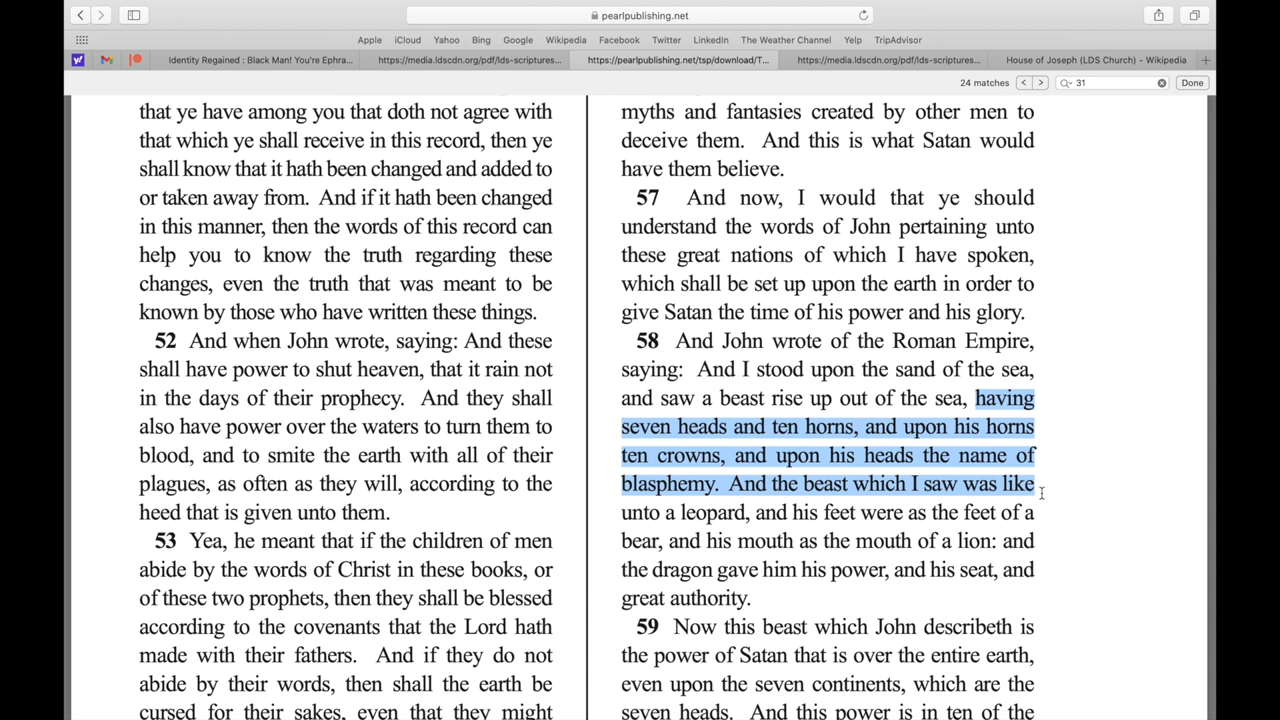 pearlpublishing.net
Apple iCloud Yahoo Bing Google Wikipedia Facebook Twitter LinkedIn The Weather Channel Yelp TripAdvisor
Identity Regained : Black Man! You're Ephra... https://media.ldscdn.org/pdf/lds-scriptures... https://pearlpublishing.net/tsp/download/T... https://media.ldscdn.org/pdf/lds-scriptures... House of Joseph (LDS Church) - Wikipedia
24 matches 31 Done
that ye have among you that doth not agree with
that which ye shall receive in this record, then ye
shall know that it hath been changed and added to
or taken away from. And if it hath been changed
in this manner, then the words of this record can
help you to know the truth regarding these
changes, even the truth that was meant to be
known by those who have written these things.
52 And when John wrote, saying: And these
shall have power to shut heaven, that it rain not
in the days of their prophecy. And they shall
also have power over the waters to turn them to
blood, and to smite the earth with all of their
plagues, as often as they will, according to the
heed that is given unto them.
53 Yea, he meant that if the children of men
abide by the words of Christ in these books, or
of these two prophets, then they shall be blessed
according to the covenants that the Lord hath
made with their fathers. And if they do not
abide by their words, then shall the earth be
cursed for their sakes, even that they might
myths and fantasies created by other men to
deceive them. And this is what Satan would
have them believe.
57 And now, I would that ye should
understand the words of John pertaining unto
these great nations of which I have spoken,
which shall be set up upon the earth in order to
give Satan the time of his power and his glory.
58 And John wrote of the Roman Empire,
saying: And I stood upon the sand of the sea,
and saw a beast rise up out of the sea, having
seven heads and ten horns, and upon his horns
ten crowns, and upon his heads the name of
blasphemy. And the beast which I saw was like
unto a leopard, and his feet were as the feet of a
bear, and his mouth as the mouth of a lion: and
the dragon gave him his power, and his seat, and
great authority.
59 Now this beast which John describeth is
the power of Satan that is over the entire earth,
even upon the seven continents, which are the
seven heads. And this power is in ten of the